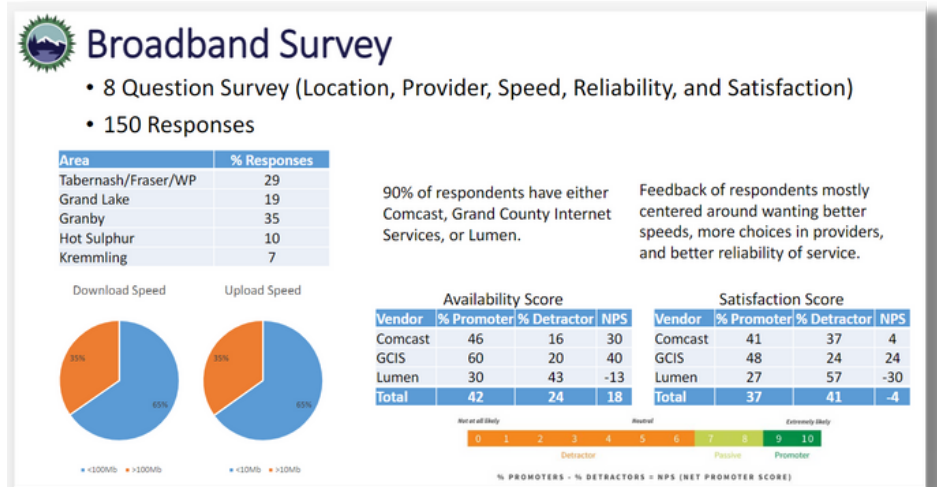 Broadband Survey
• 8 Question Survey (Location, Provider, Speed, Reliability, and Satisfaction)
• 150 Responses
Area % Responses
Tabernash/Fraser/WP 29
Grand Lake 19
Granby 35
Hot Sulphur 10
Kremmling 7
90% of respondents have either
Comcast, Grand County Internet
Services, or Lumen.
Feedback of respondents mostly
centered around wanting better
speeds, more choices in providers,
and better reliability of service.
Download Speed
35%
65%
<100Mb >100Mb
Upload Speed
35%
65%
<10Mb >10Mb
Availability Score
Vendor % Promoter % Detractor NPS
Comcast 46 16 30
GCIS 60 20 40
Lumen 30 43 -13
Total 42 24 18
Satisfaction Score
Vendor % Promoter % Detractor NPS
Comcast 41 37 4
GCIS 48 24 24
Lumen 27 57 -30
Total 37 41 -4
Not at all likely Neutral Extremely likely
0 1 2 3 4 5 6 7 8 9 10
Detractor Passive Promoter
% PROMOTERS - % DETRACTORS = NPS (NET PROMOTER SCORE)